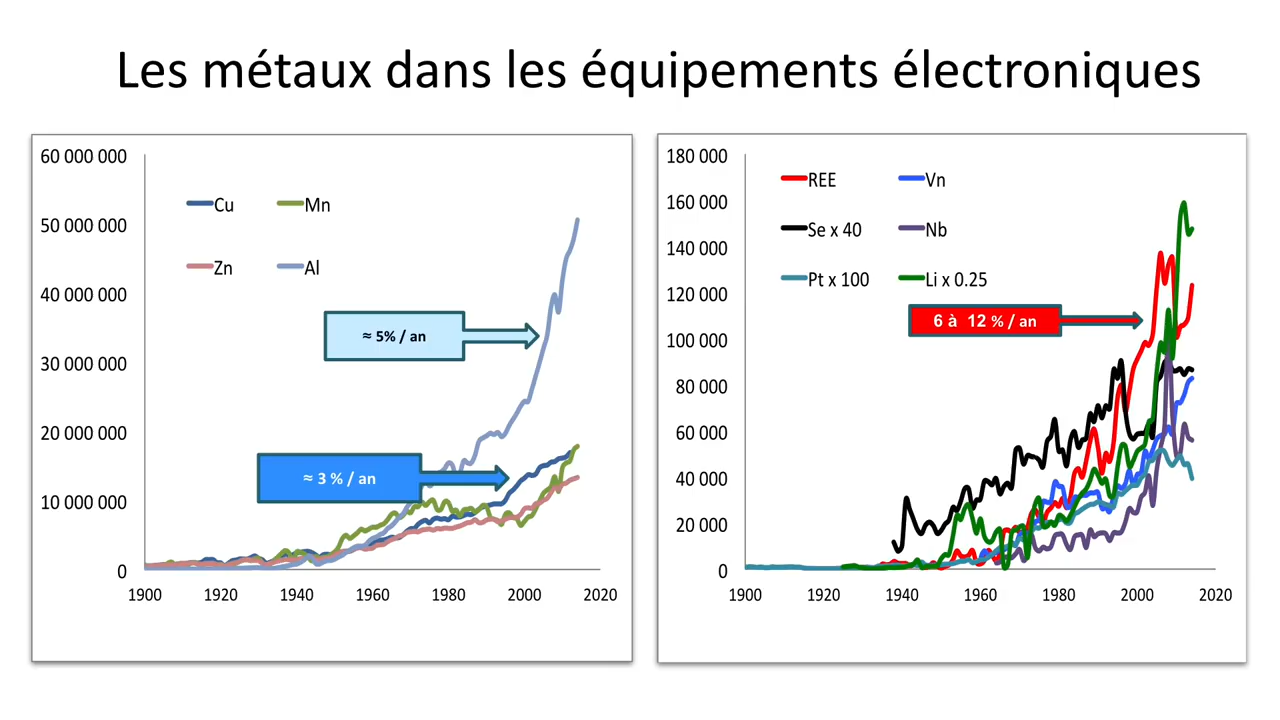 Les métaux dans les équipements électroniques
60 000 000
50 000 000
40 000 000
30 000 000
20 000 000
10 000 000
0
1900 1920 1940 1960 1980 2000 2020
Cu Mn
Zn Al
≈ 5% / an
≈ 3 % / an
180 000
160 000
140 000
120 000
100 000
80 000
60 000
40 000
20 000
0
1900 1920 1940 1960 1980 2000 2020
REE Vn
Se x 40 Nb
Pt x 100 Li x 0.25
6 à 12 % / an